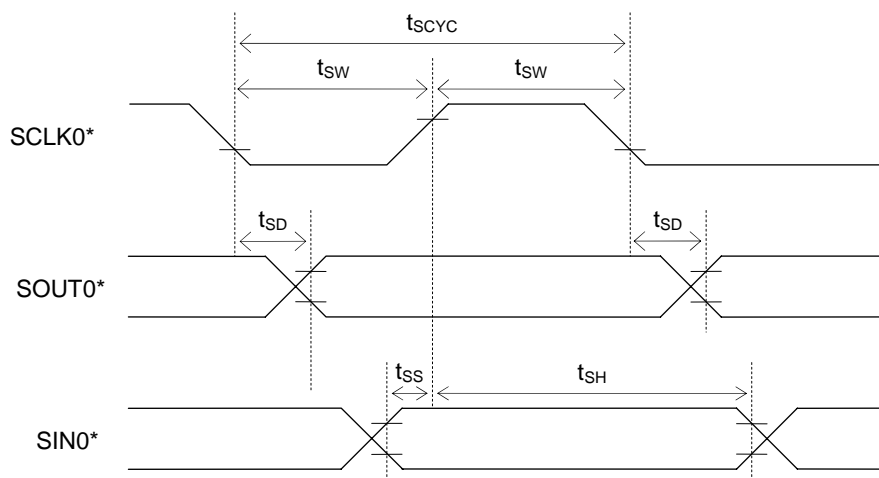 tSCYC
tSW tSW
SCLK0*
tSD tSD
SOUT0*
tSS tSH
SIN0*